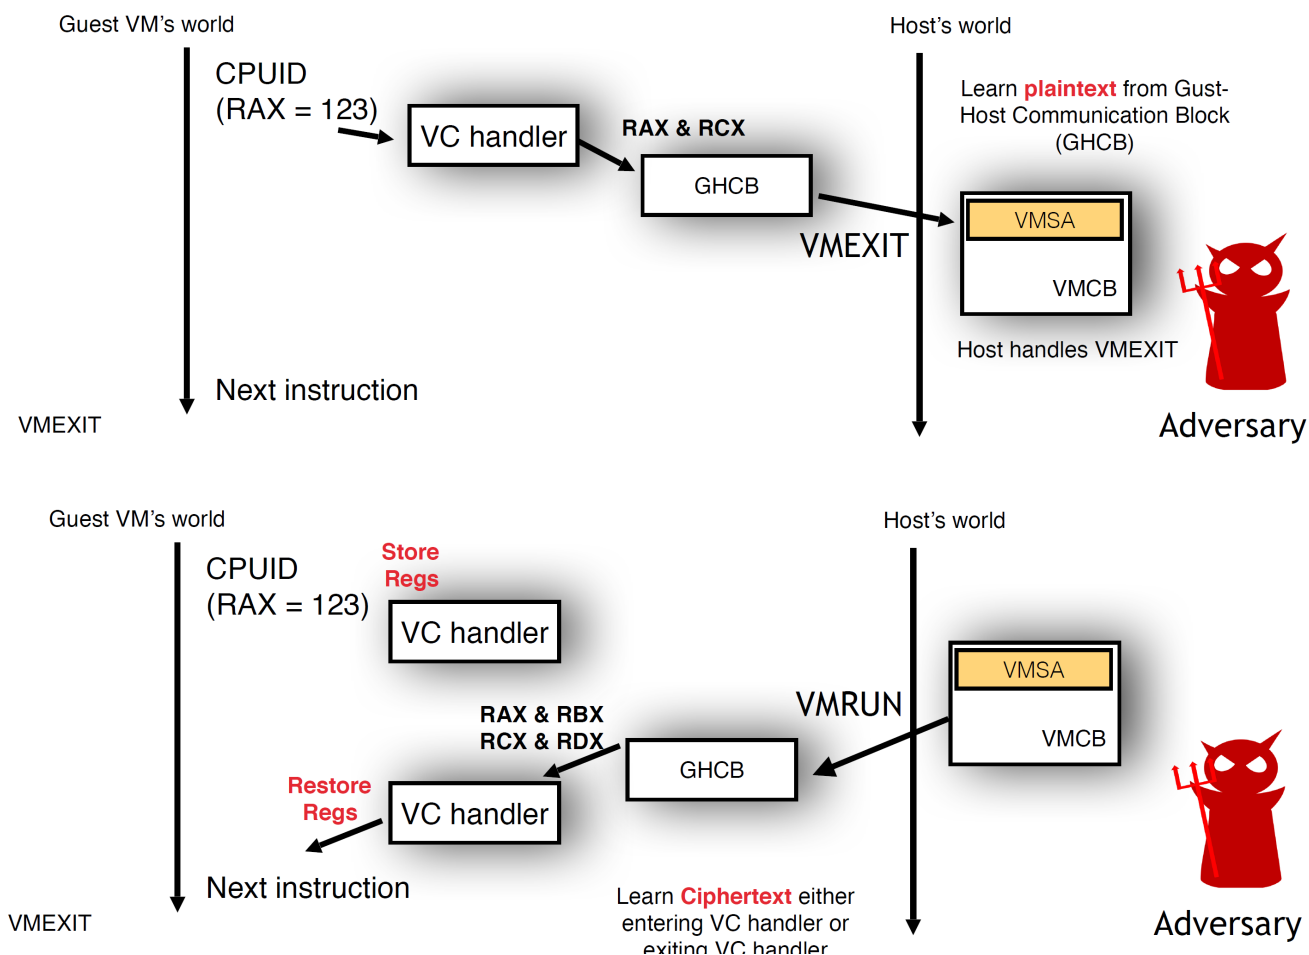 Guest VM's world
Host's world
CPUID
(RAX = 123)
VC handler
RAX & RCX
GHCB
Learn plaintext from Gust-
Host Communication Block
(GHCB)
VMSA
VMEXIT
VMCB
Host handles VMEXIT
Next instruction
VMEXIT
Adversary
Guest VM's world
Host's world
CPUID
(RAX = 123)
Store
Regs
VC handler
VMSA
VMRUN
VMCB
RAX & RBX
RCX & RDX
GHCB
Restore
Regs
VC handler
Next instruction
Learn Ciphertext either
entering VC handler or
exiting VC handler
VMEXIT
Adversary